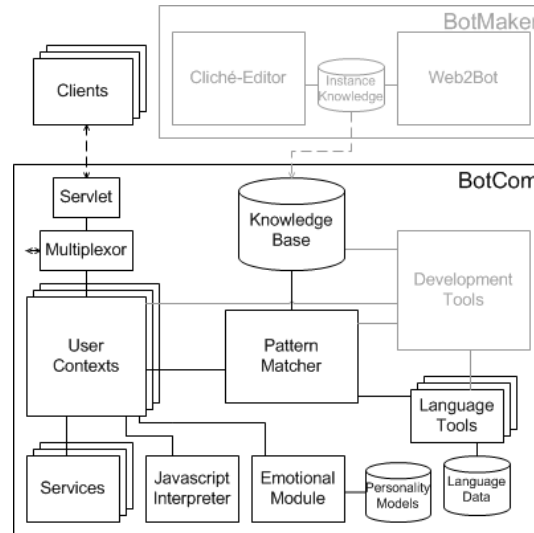 BotMaker
Cliché-Editor
Instance
Knowledge
Web2Bot
Clients
BotCom
Servlet
Multiplexor
Knowledge
Base
Development
Tools
User
Contexts
Pattern
Matcher
Language
Tools
Services
Javascript
Interpreter
Emotional
Module
Personality
Models
Language
Data